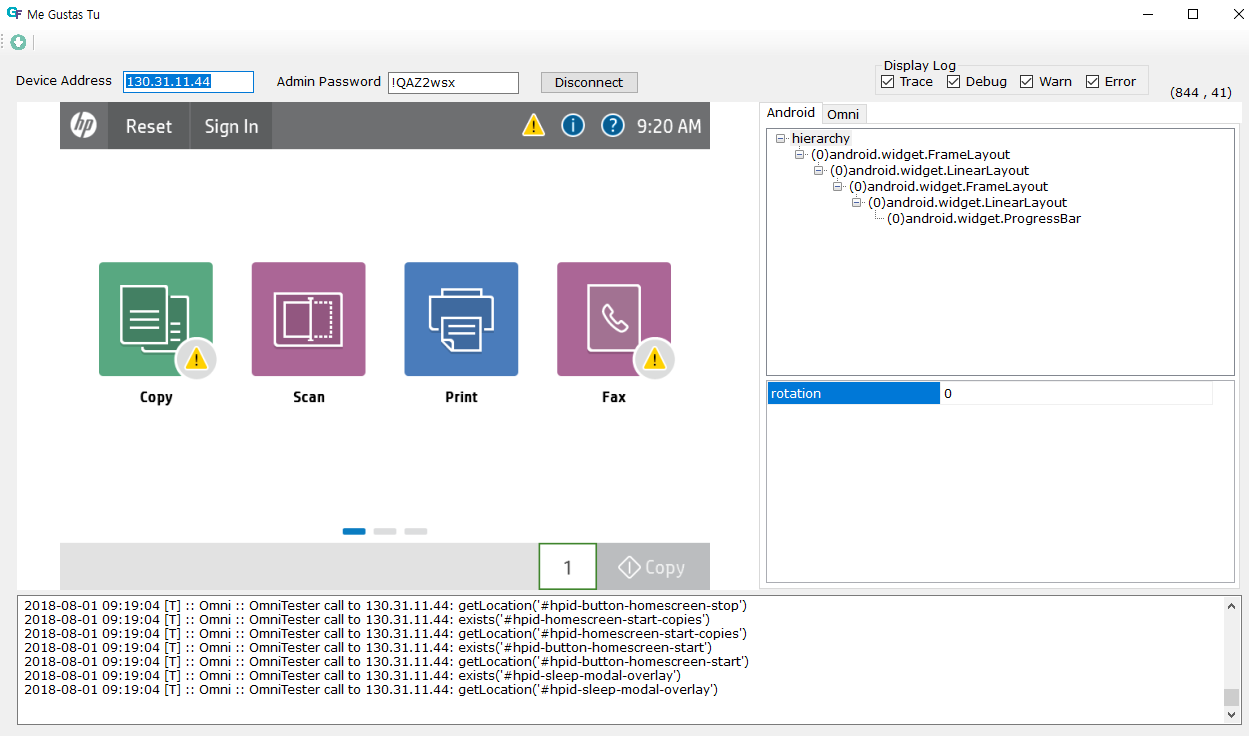 Me Gustas Tu
Device Address 130.31.11.44 Admin Password !QAZ2wsx Disconnect
Display Log
Trace Debug Warn Error
(844 , 41)
hp Reset Sign In 9:20 AM
Copy Scan Print Fax
1 Copy
Android Omni
hierarchy
(0)android.widget.FrameLayout
(0)android.widget.LinearLayout
(0)android.widget.FrameLayout
(0)android.widget.LinearLayout
(0)android.widget.ProgressBar
rotation 0
2018-08-01 09:19:04 [T] :: Omni :: OmniTester call to 130.31.11.44: getLocation('#hpid-button-homescreen-stop')
2018-08-01 09:19:04 [T] :: Omni :: OmniTester call to 130.31.11.44: exists('#hpid-homescreen-start-copies')
2018-08-01 09:19:04 [T] :: Omni :: OmniTester call to 130.31.11.44: getLocation('#hpid-homescreen-start-copies')
2018-08-01 09:19:04 [T] :: Omni :: OmniTester call to 130.31.11.44: exists('#hpid-button-homescreen-start')
2018-08-01 09:19:04 [T] :: Omni :: OmniTester call to 130.31.11.44: getLocation('#hpid-button-homescreen-start')
2018-08-01 09:19:04 [T] :: Omni :: OmniTester call to 130.31.11.44: exists('#hpid-sleep-modal-overlay')
2018-08-01 09:19:04 [T] :: Omni :: OmniTester call to 130.31.11.44: getLocation('#hpid-sleep-modal-overlay')